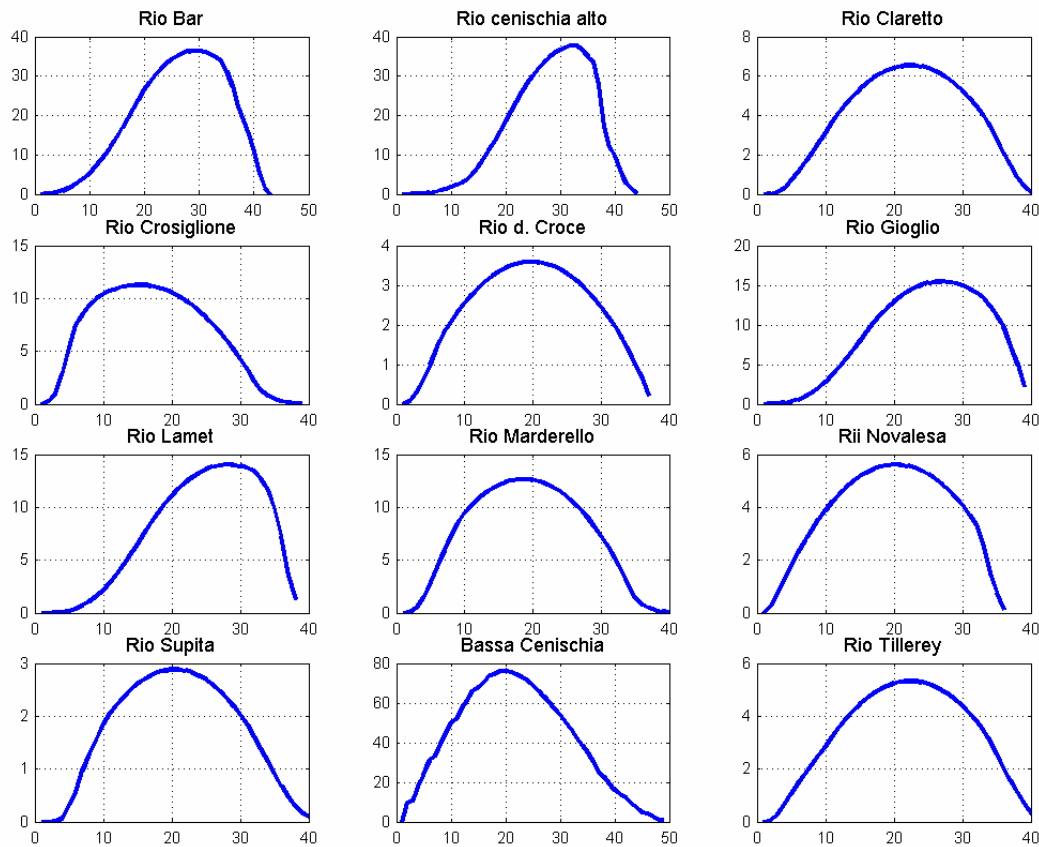 Rio Bar
40
30
20
10
0
0 10 20 30 40 50
Rio cenischia alto
40
30
20
10
0
0 10 20 30 40 50
Rio Claretto
8
6
4
2
0
0 10 20 30 40
Rio Crosiglione
15
10
5
0
0 10 20 30 40
Rio d. Croce
4
3
2
1
0
0 10 20 30 40
Rio Gioglio
20
15
10
5
0
0 10 20 30 40
Rio Lamet
15
10
5
0
0 10 20 30 40
Rio Marderello
15
10
5
0
0 10 20 30 40
Rii Novalesa
6
4
2
0
0 10 20 30 40
Rio Supita
3
2
1
0
0 10 20 30 40
Bassa Cenischia
80
60
40
20
0
0 10 20 30 40 50
Rio Tillerey
6
4
2
0
0 10 20 30 40